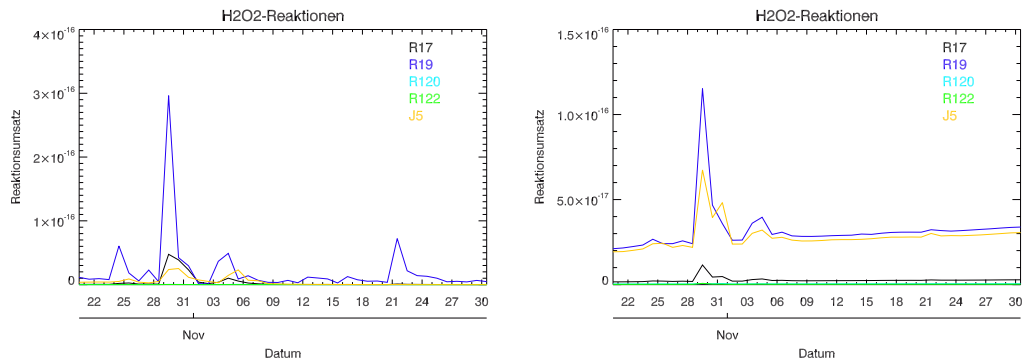 H2O2-Reaktionen
4×10⁻¹⁶
3×10⁻¹⁶
2×10⁻¹⁶
1×10⁻¹⁶
0
Reaktionsumsatz
R17
R19
R120
R122
J5
22 25 28 31 03 06 09 12 15 18 21 24 27 30
Nov
Datum
H2O2-Reaktionen
1.5×10⁻¹⁶
1.0×10⁻¹⁶
5.0×10⁻¹⁷
0
Reaktionsumsatz
R17
R19
R120
R122
J5
22 25 28 31 03 06 09 12 15 18 21 24 27 30
Nov
Datum